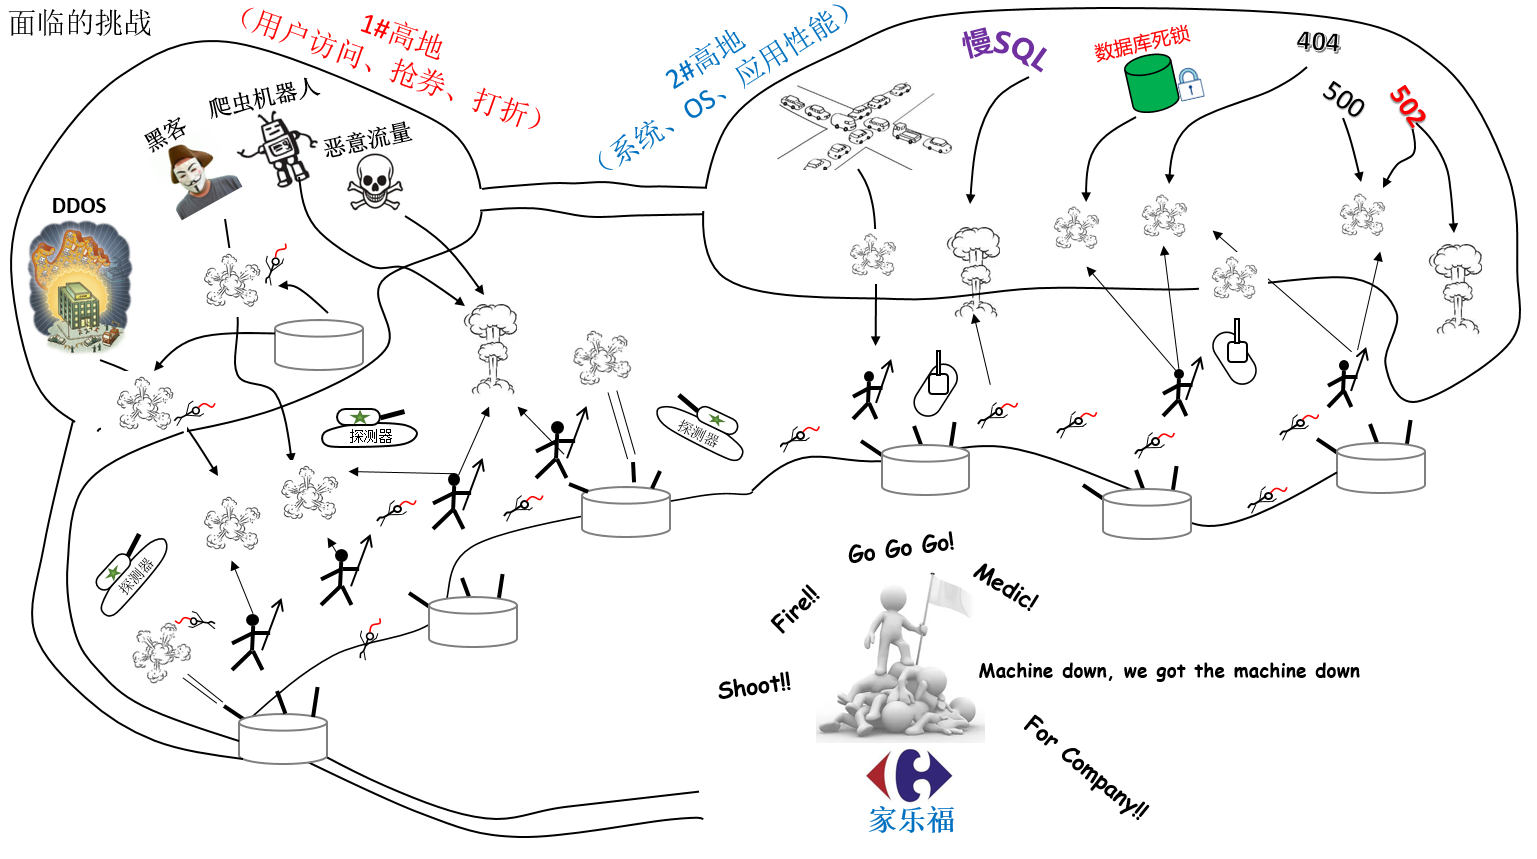 面临的挑战
1#高地
（用户访问、抢券、打折）
2#高地
（系统、OS、应用性能）
慢SQL
数据库死锁
404
500
502
爬虫机器人
黑客
恶意流量
DDOS
探测器
探测器
探测器
Go Go Go!
Fire!!
Medic!
Shoot!!
Machine down, we got the machine down
For Company!!
家乐福